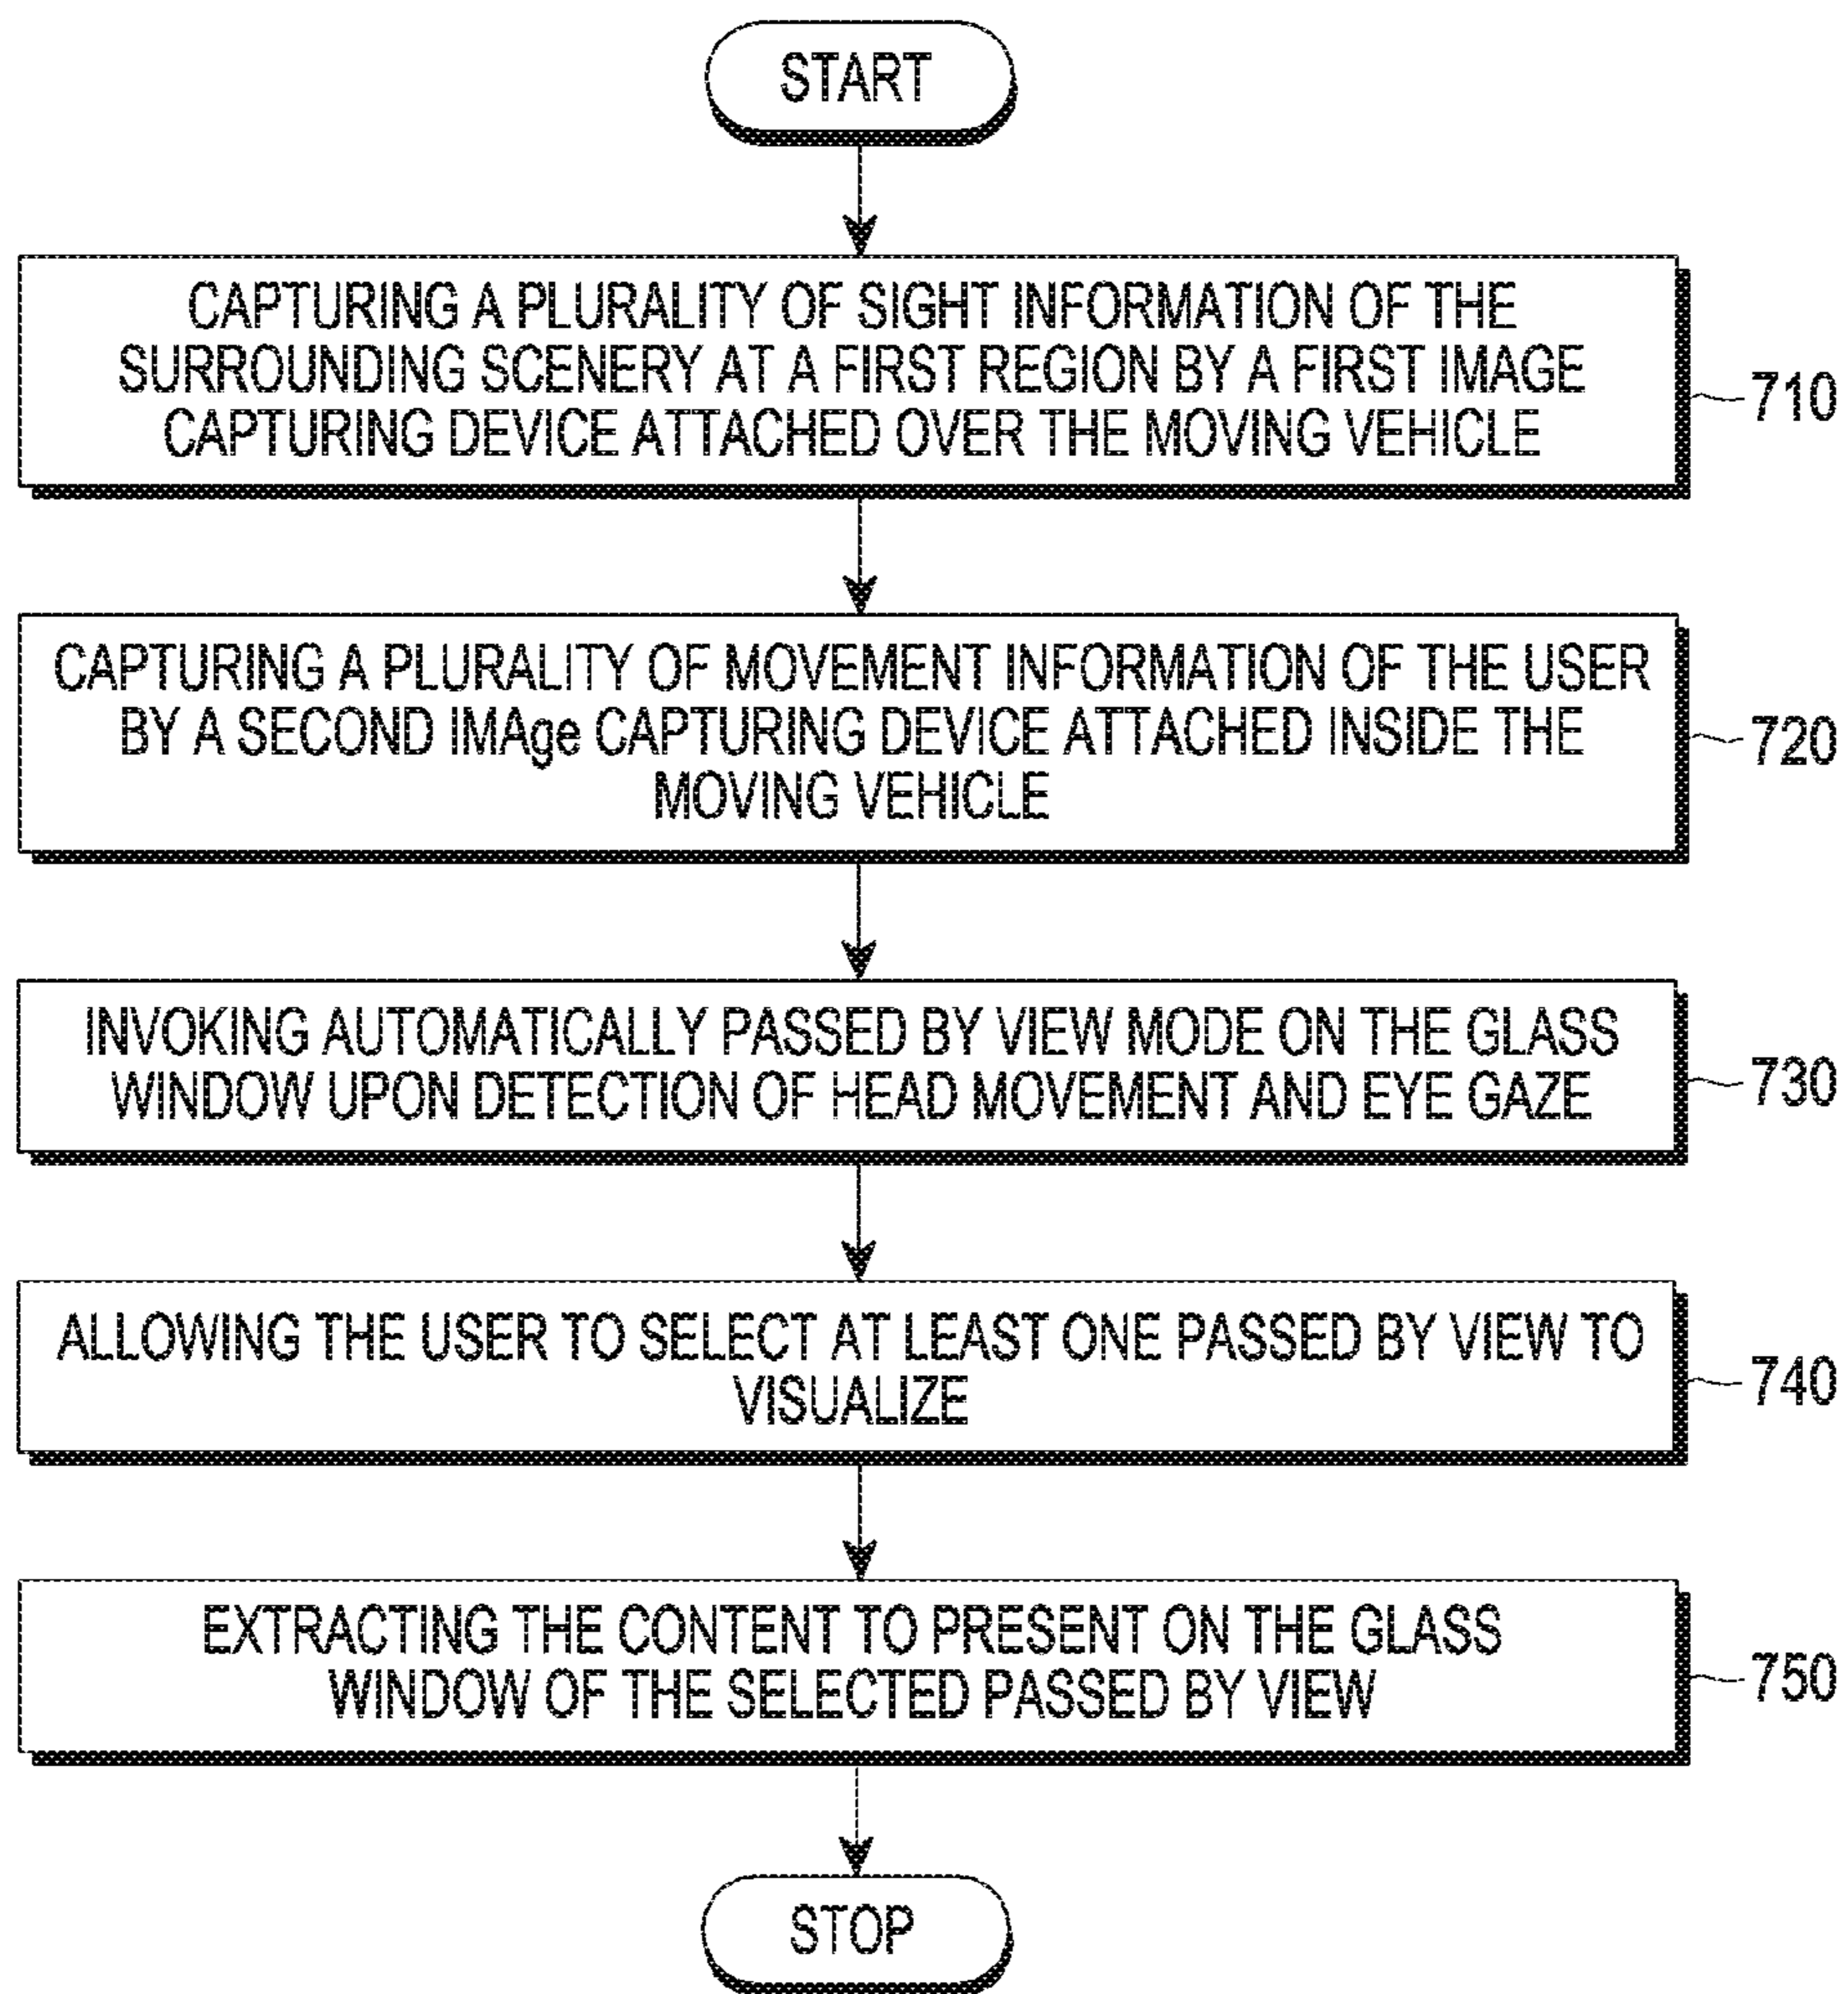 START
CAPTURING A PLURALITY OF SIGHT INFORMATION OF THE
SURROUNDING SCENERY AT A FIRST REGION BY A FIRST IMAGE
CAPTURING DEVICE ATTACHED OVER THE MOVING VEHICLE
710
CAPTURING A PLURALITY OF MOVEMENT INFORMATION OF THE USER
BY A SECOND IMAge CAPTURING DEVICE ATTACHED INSIDE THE
MOVING VEHICLE
720
INVOKING AUTOMATICALLY PASSED BY VIEW MODE ON THE GLASS
WINDOW UPON DETECTION OF HEAD MOVEMENT AND EYE GAZE
730
ALLOWING THE USER TO SELECT AT LEAST ONE PASSED BY VIEW TO
VISUALIZE
740
EXTRACTING THE CONTENT TO PRESENT ON THE GLASS
WINDOW OF THE SELECTED PASSED BY VIEW
750
STOP